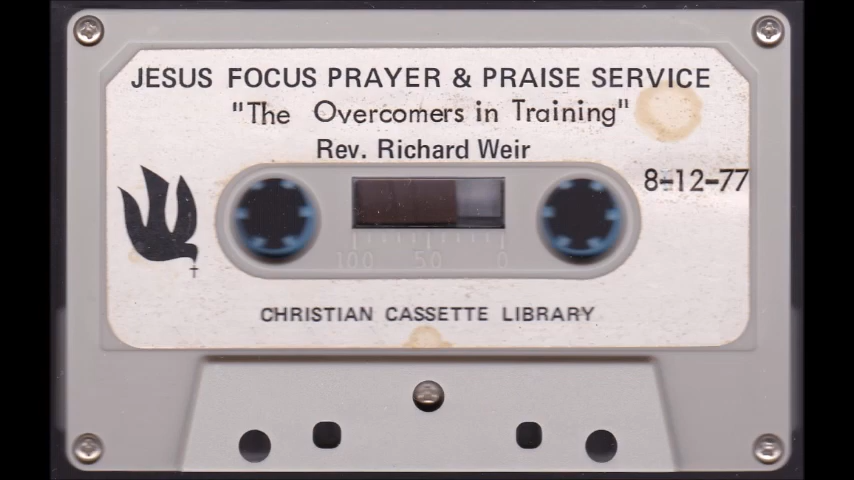 JESUS FOCUS PRAYER & PRAISE SERVICE
"The Overcomers in Training"
Rev. Richard Weir
8-12-77
100 50 0
CHRISTIAN CASSETTE LIBRARY